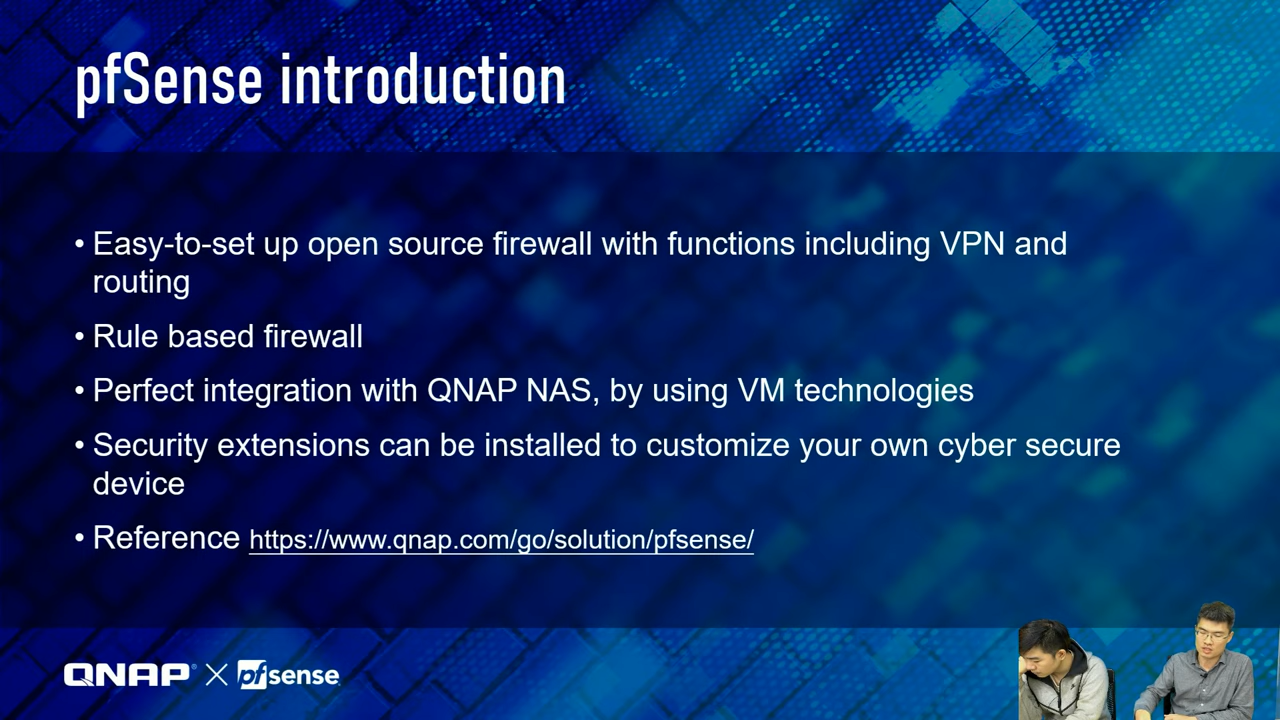 pfSense introduction
• Easy-to-set up open source firewall with functions including VPN and
routing
• Rule based firewall
• Perfect integration with QNAP NAS, by using VM technologies
• Security extensions can be installed to customize your own cyber secure
device
• Reference https://www.qnap.com/go/solution/pfsense/
QNAP × pfsense